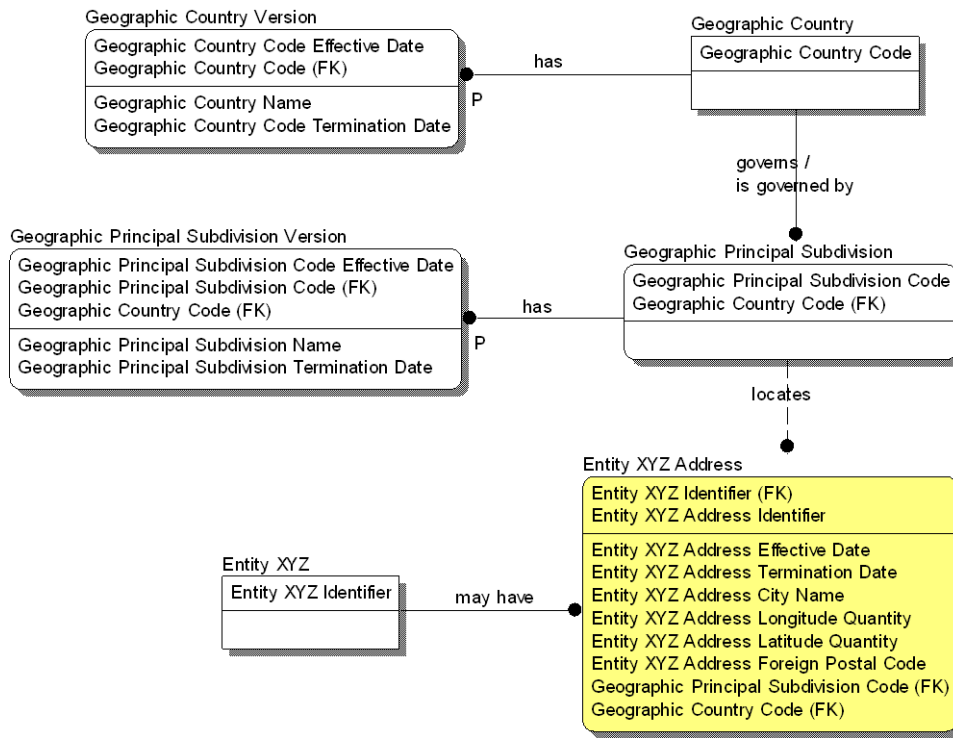 Geographic Country Version
Geographic Country Code Effective Date
Geographic Country Code (FK)
Geographic Country Name
Geographic Country Code Termination Date
P
has
Geographic Country
Geographic Country Code
governs /
is governed by
Geographic Principal Subdivision Version
Geographic Principal Subdivision Code Effective Date
Geographic Principal Subdivision Code (FK)
Geographic Country Code (FK)
Geographic Principal Subdivision Name
Geographic Principal Subdivision Termination Date
P
has
Geographic Principal Subdivision
Geographic Principal Subdivision Code
Geographic Country Code (FK)
locates
Entity XYZ
Entity XYZ Identifier
may have
Entity XYZ Address
Entity XYZ Identifier (FK)
Entity XYZ Address Identifier
Entity XYZ Address Effective Date
Entity XYZ Address Termination Date
Entity XYZ Address City Name
Entity XYZ Address Longitude Quantity
Entity XYZ Address Latitude Quantity
Entity XYZ Address Foreign Postal Code
Geographic Principal Subdivision Code (FK)
Geographic Country Code (FK)